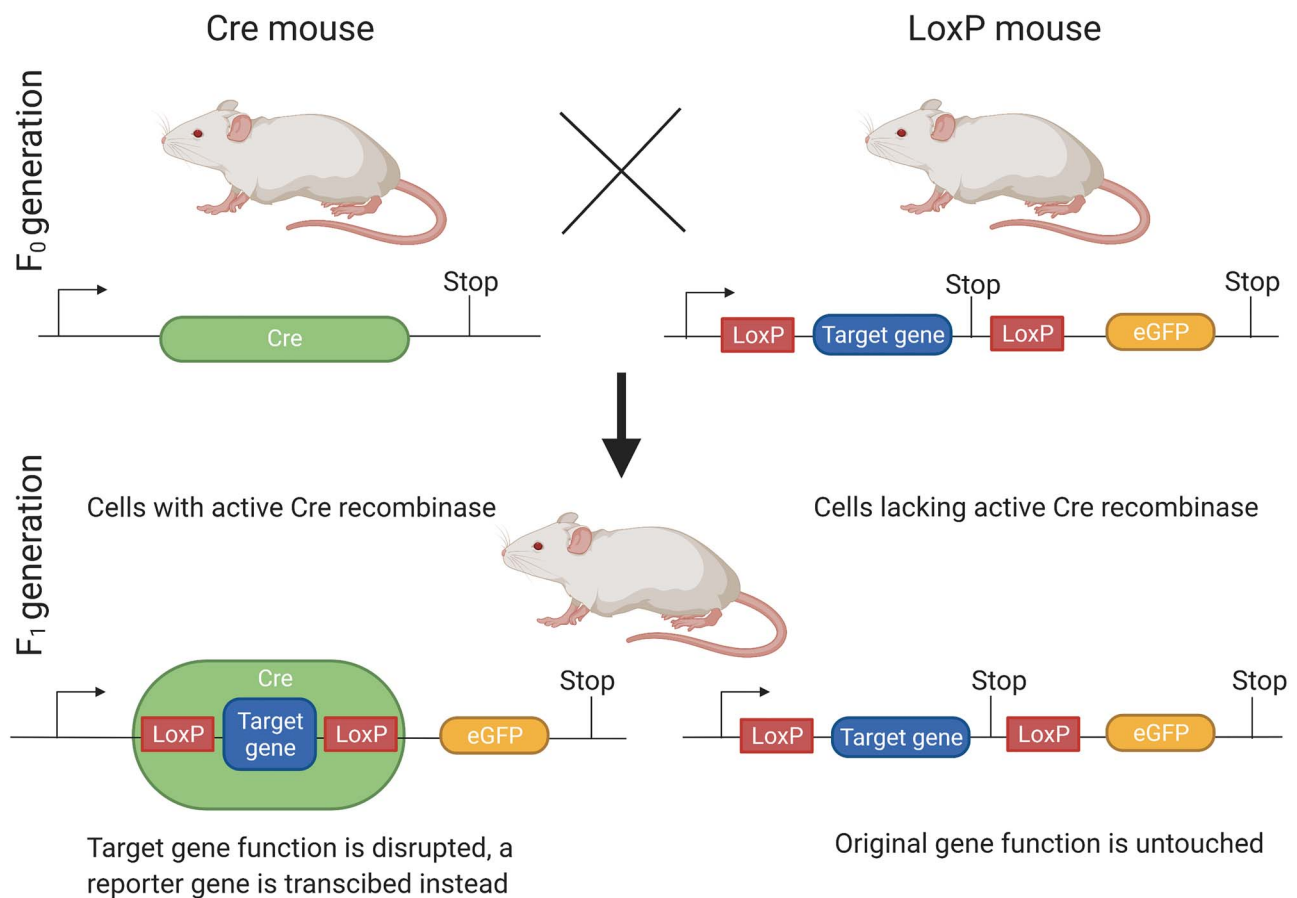 Cre mouse
LoxP mouse
F₀ generation
Stop
Cre
Stop
Stop
LoxP
Target gene
LoxP
eGFP
F₁ generation
Cells with active Cre recombinase
Cells lacking active Cre recombinase
Cre
LoxP
Target
gene
LoxP
eGFP
Stop
Stop
Stop
LoxP
Target gene
LoxP
eGFP
Target gene function is disrupted, a
reporter gene is transcibed instead
Original gene function is untouched